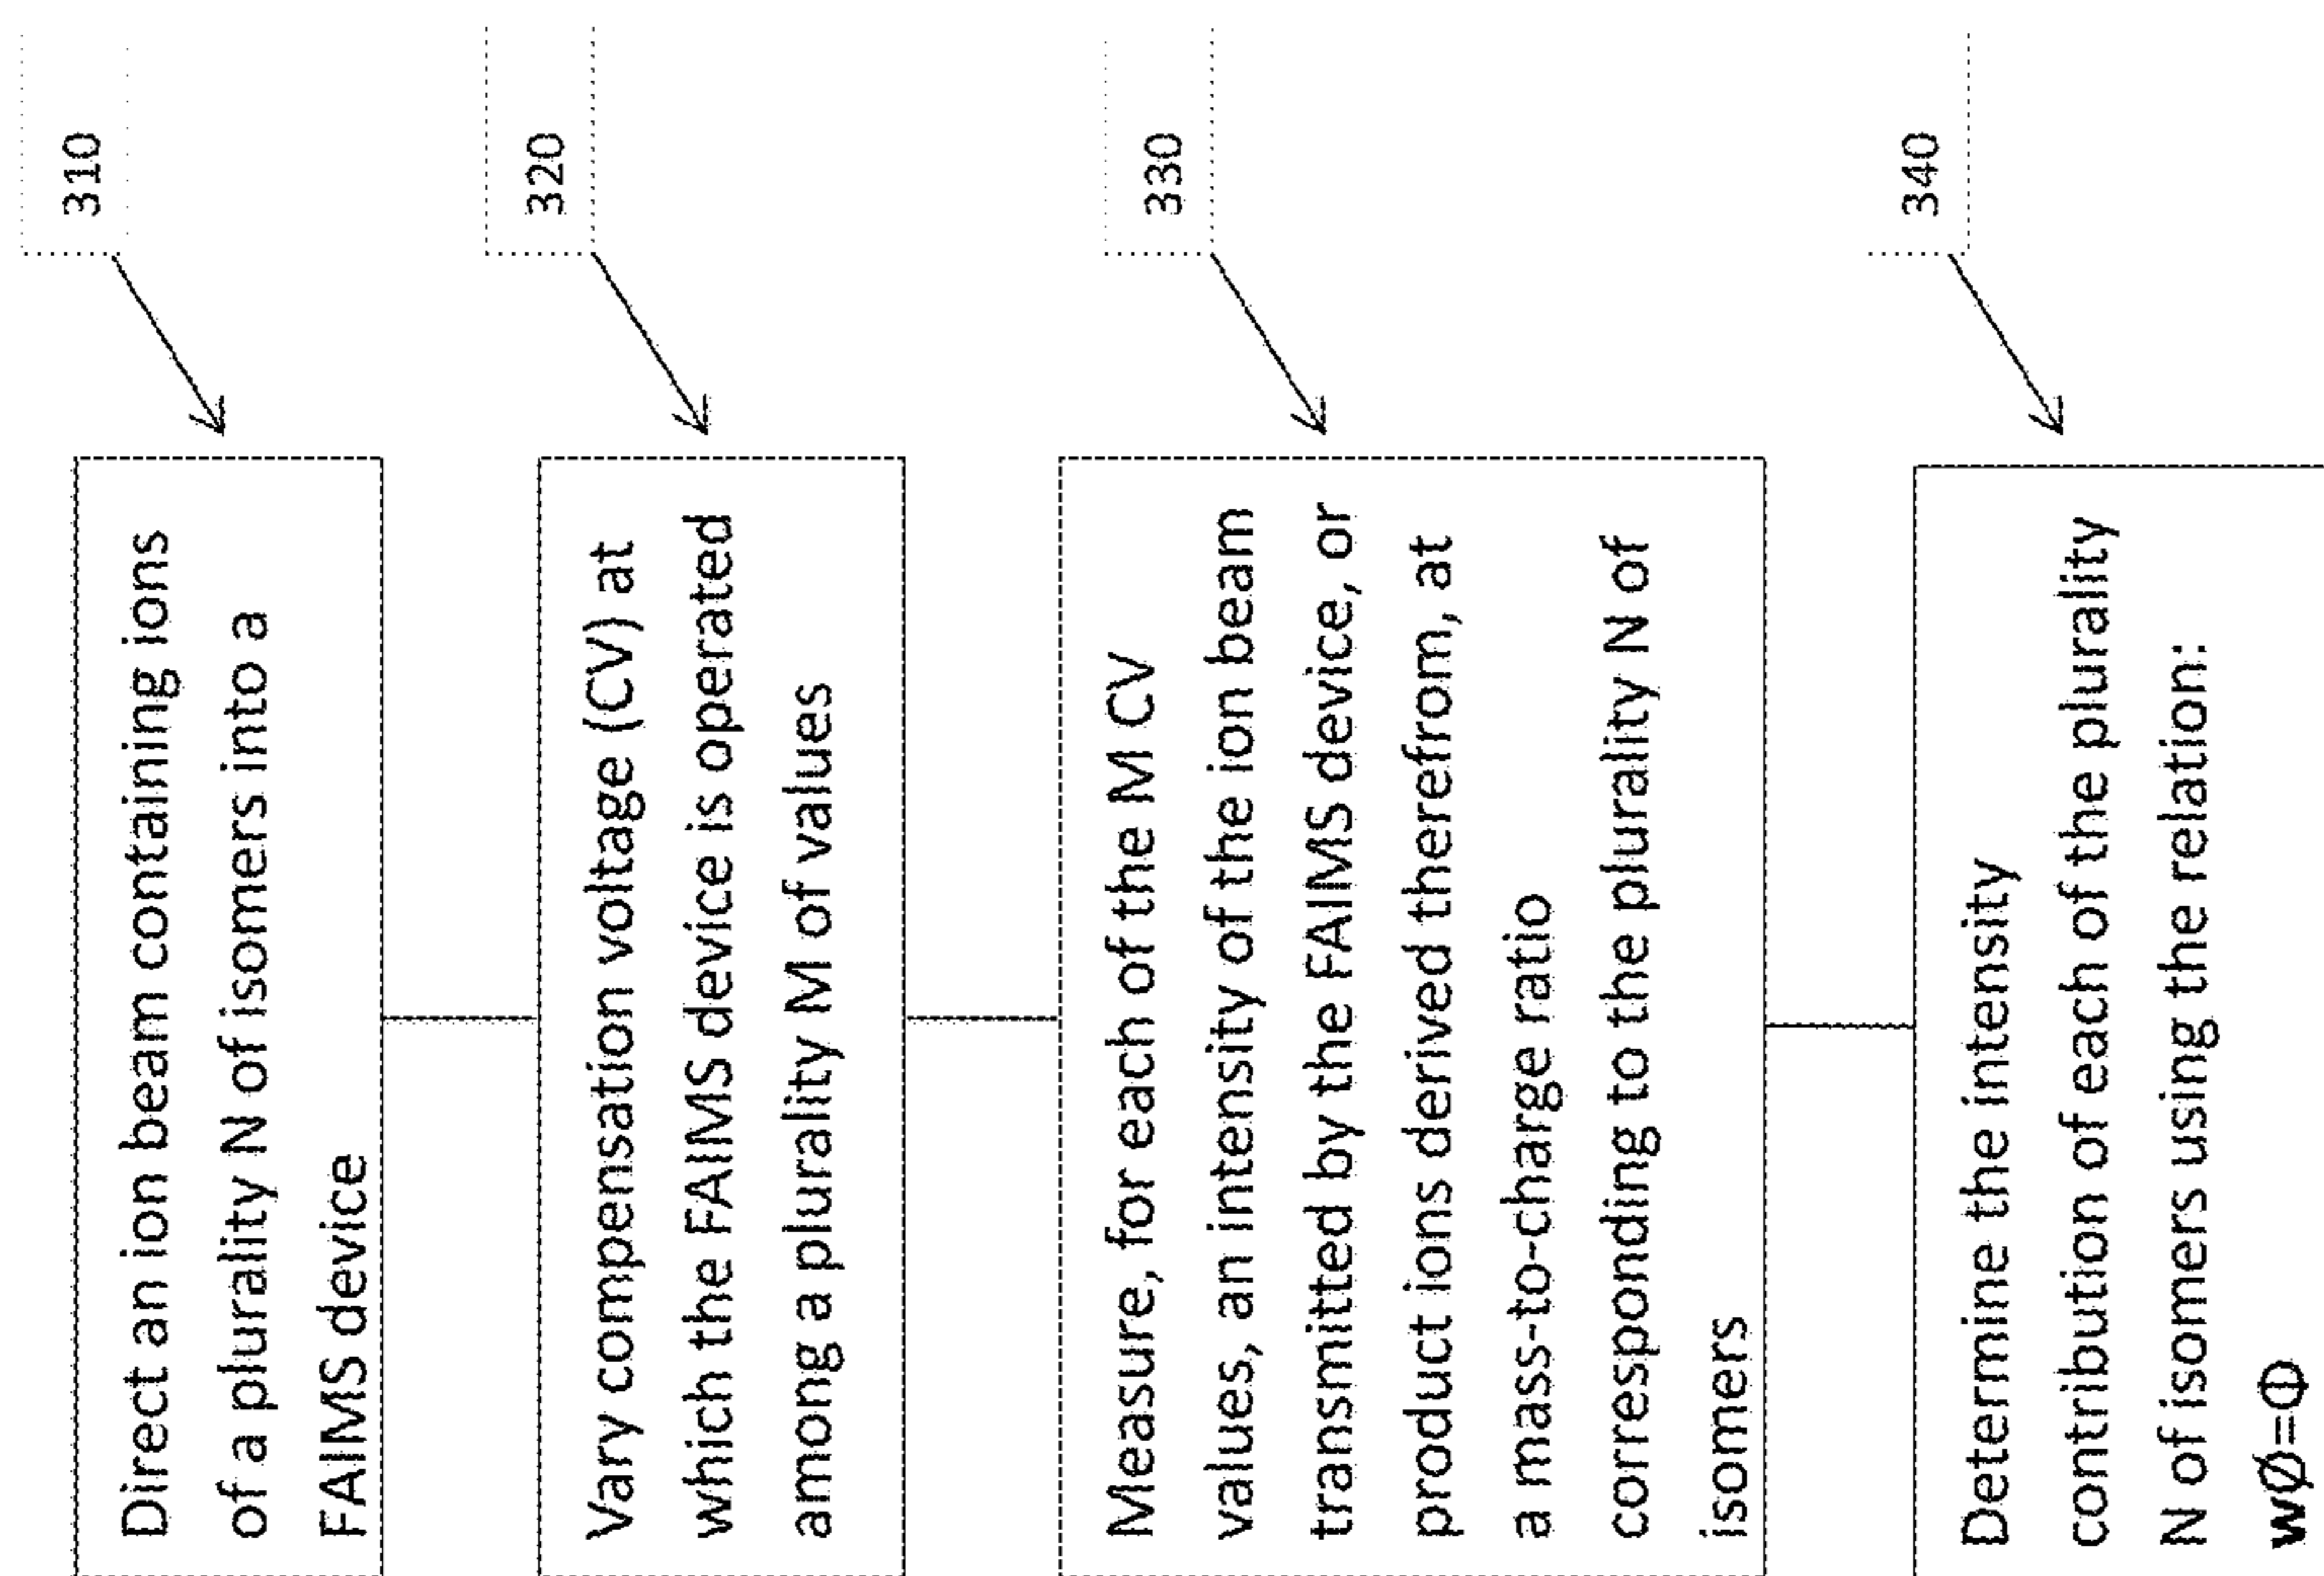 310
Direct an ion beam containing ions
of a plurality N of isomers into a
FAIMS device
320
Vary compensation voltage (CV) at
which the FAIMS device is operated
among a plurality M of values
330
Measure, for each of the M CV
values, an intensity of the ion beam
transmitted by the FAIMS device, or
product ions derived therefrom, at
a mass-to-charge ratio
corresponding to the plurality N of
isomers
340
Determine the intensity
contribution of each of the plurality
N of isomers using the relation:
wØ=Φ